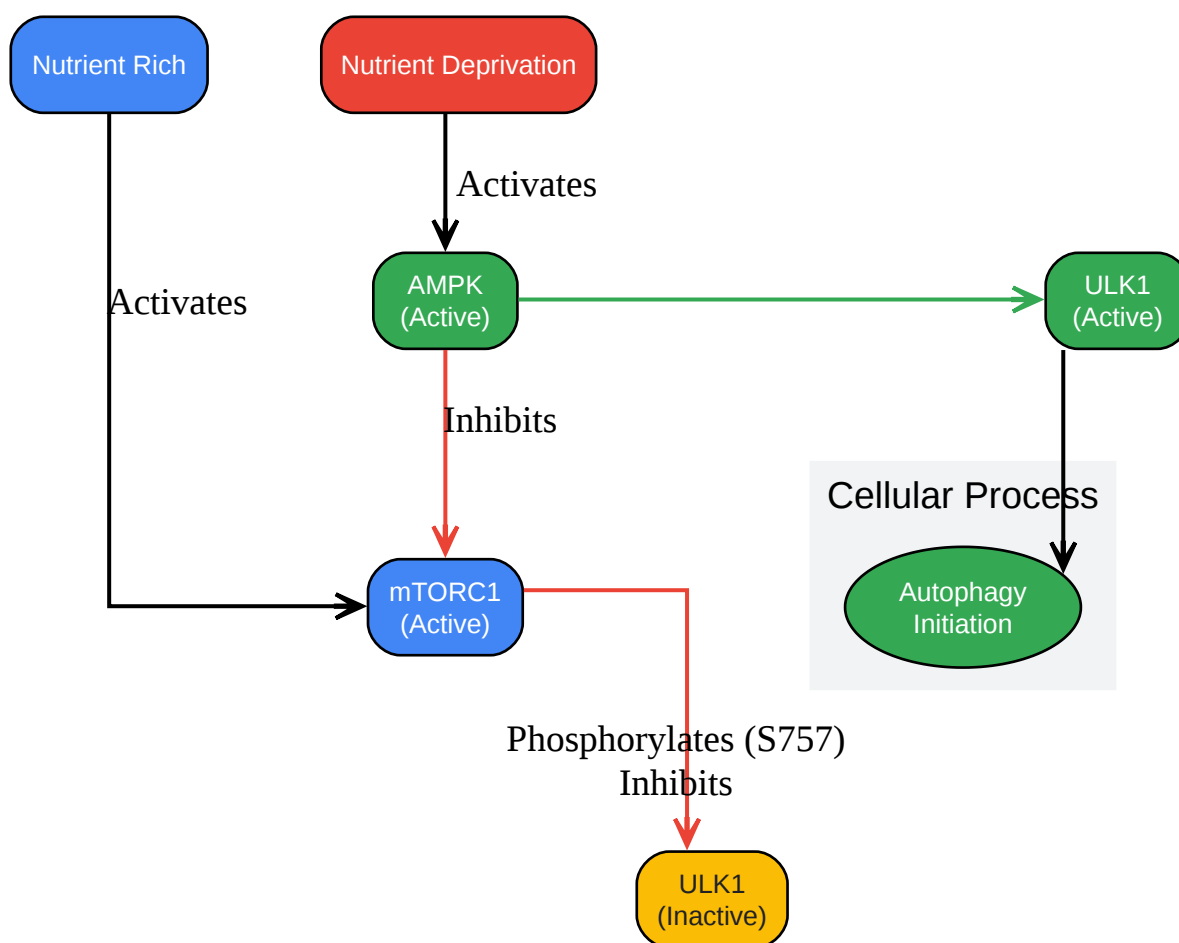 Nutrient Rich
Nutrient Deprivation
Activates
AMPK
(Active)
ULK1
(Active)
Activates
Inhibits
Cellular Process
mTORC1
(Active)
Autophagy
Initiation
Phosphorylates (S757)
Inhibits
ULK1
(Inactive)